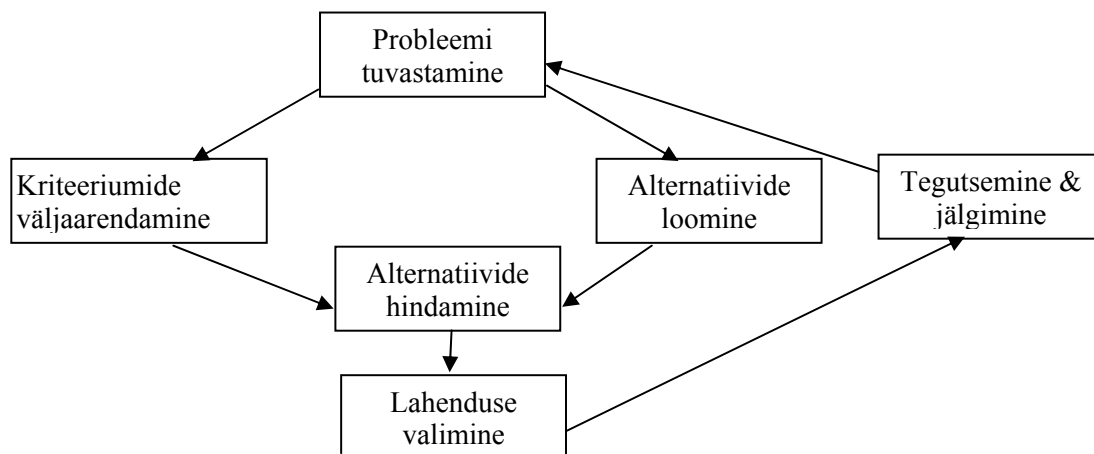 Probleemi
tuvastamine
Kriteeriumide
väljaarendamine
Alternatiivide
loomine
Tegutsemine &
jälgimine
Alternatiivide
hindamine
Lahenduse
valimine